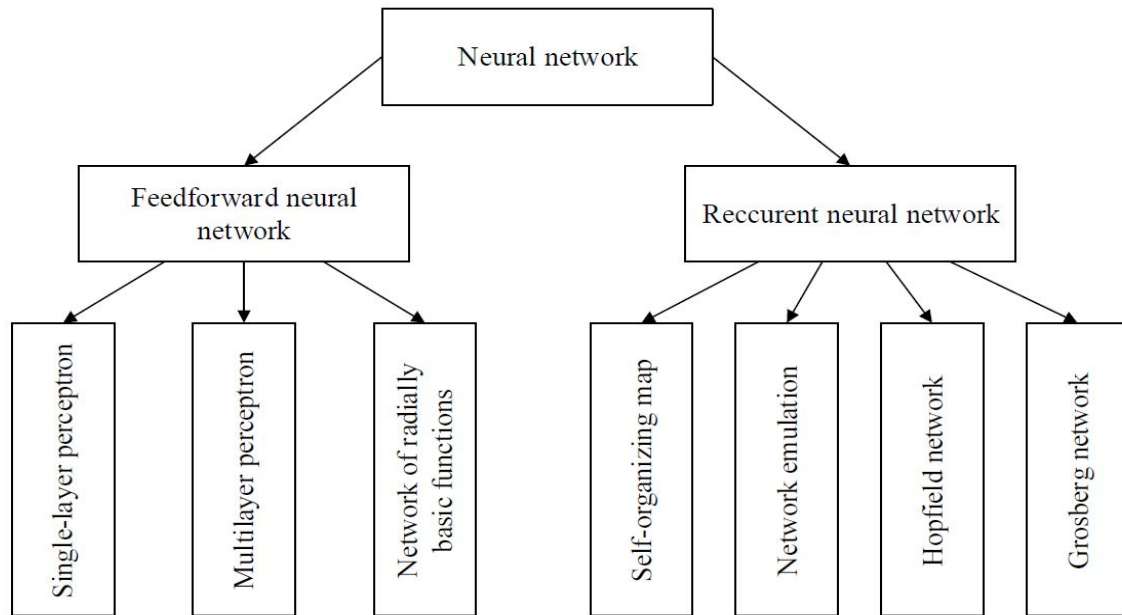 Neural network
Feedforward neural
network
Reccurent neural network
Single-layer perceptron
Multilayer perceptron
Network of radially
basic functions
Self-organizing map
Network emulation
Hopfield network
Grosberg network